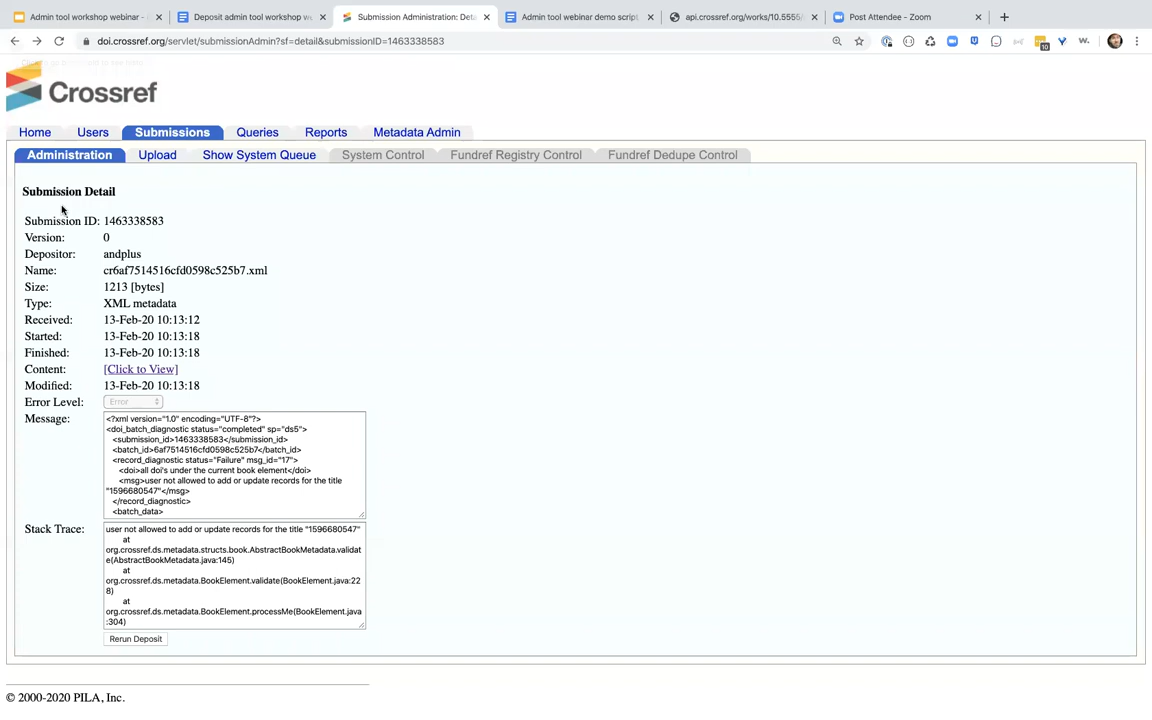 Admin tool workshop webinar -
Deposit admin tool workshop w
Submission Administration: Deta
Admin tool webinar demo script
api.crossref.org/works/10.5555/
Post Attendee - Zoom
doi.crossref.org/servlet/submissionAdmin?sf=detail&submissionID=1463338583
10
W.
Crossref
Home Users Submissions Queries Reports Metadata Admin
Administration Upload Show System Queue System Control Fundref Registry Control Fundref Dedupe Control
Submission Detail
Submission ID: 1463338583
Version: 0
Depositor: andplus
Name: cr6af7514516cfd0598c525b7.xml
Size: 1213 [bytes]
Type: XML metadata
Received: 13-Feb-20 10:13:12
Started: 13-Feb-20 10:13:18
Finished: 13-Feb-20 10:13:18
Content: [Click to View]
Modified: 13-Feb-20 10:13:18
Error Level: Error
Message: <?xml version="1.0" encoding="UTF-8"?>
<doi_batch_diagnostic status="completed" sp="ds5">
<submission_id>1463338583</submission_id>
<batch_id>6af7514516cfd0598c525b7</batch_id>
<record_diagnostic status="Failure" msg_id="17">
<doi>all doi's under the current book element</doi>
<msg>user not allowed to add or update records for the title
"1596680547"</msg>
</record_diagnostic>
<batch_data>
Stack Trace: user not allowed to add or update records for the title "1596680547"
at
org.crossref.ds.metadata.structs.book.AbstractBookMetadata.validat
e(AbstractBookMetadata.java:145)
at
org.crossref.ds.metadata.BookElement.validate(BookElement.java:22
8)
at
org.crossref.ds.metadata.BookElement.processMe(BookElement.java
:304)
Rerun Deposit
© 2000-2020 PILA, Inc.